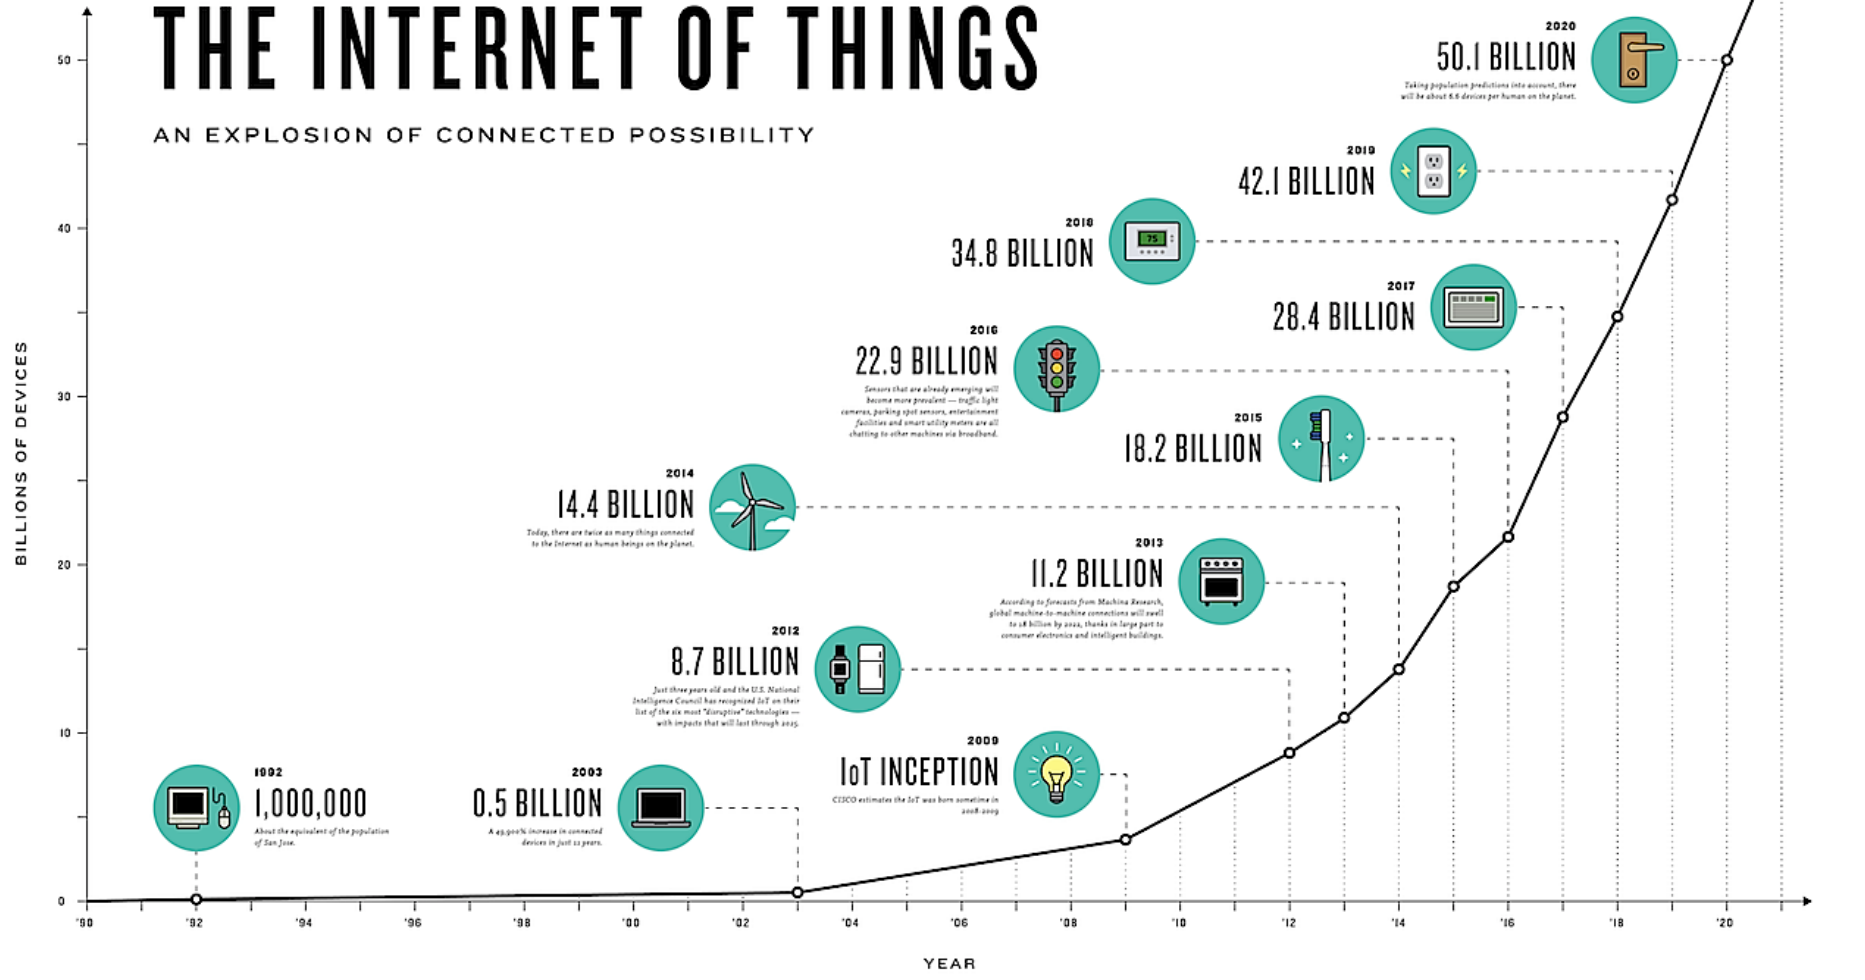 THE INTERNET OF THINGS
AN EXPLOSION OF CONNECTED POSSIBILITY
2020
50.1 BILLION
Taking population predictions into account, there
will be about 6.6 devices per human on the planet.
2019
42.1 BILLION
2018
34.8 BILLION
75
2017
28.4 BILLION
2016
22.9 BILLION
Sensors that are already emerging will
become more prevalent — traffic light
cameras, parking spot sensors, entertainment
facilities and smart utility meters are all
chatting to other machines via broadband.
2015
18.2 BILLION
2014
14.4 BILLION
Today, there are twice as many things connected
to the Internet as human beings on the planet.
2013
11.2 BILLION
According to forecasts from Machina Research,
global machine-to-machine connections will swell
to 18 billion by 2022, thanks in large part to
consumer electronics and intelligent buildings.
2012
8.7 BILLION
Just three years old and the U.S. National
Intelligence Council has recognized IoT on their
list of the six most "disruptive" technologies —
with impacts that will last through 2025.
2009
IoT INCEPTION
CISCO estimates the IoT was born sometime in
2008-2009
2003
0.5 BILLION
A 49,900% increase in connected
devices in just 11 years.
1992
1,000,000
About the equivalent of the population
of San Jose.
BILLIONS OF DEVICES
50
40
30
20
10
0
'90 '92 '94 '96 '98 '00 '02 '04 '06 '08 '10 '12 '14 '16 '18 '20
YEAR